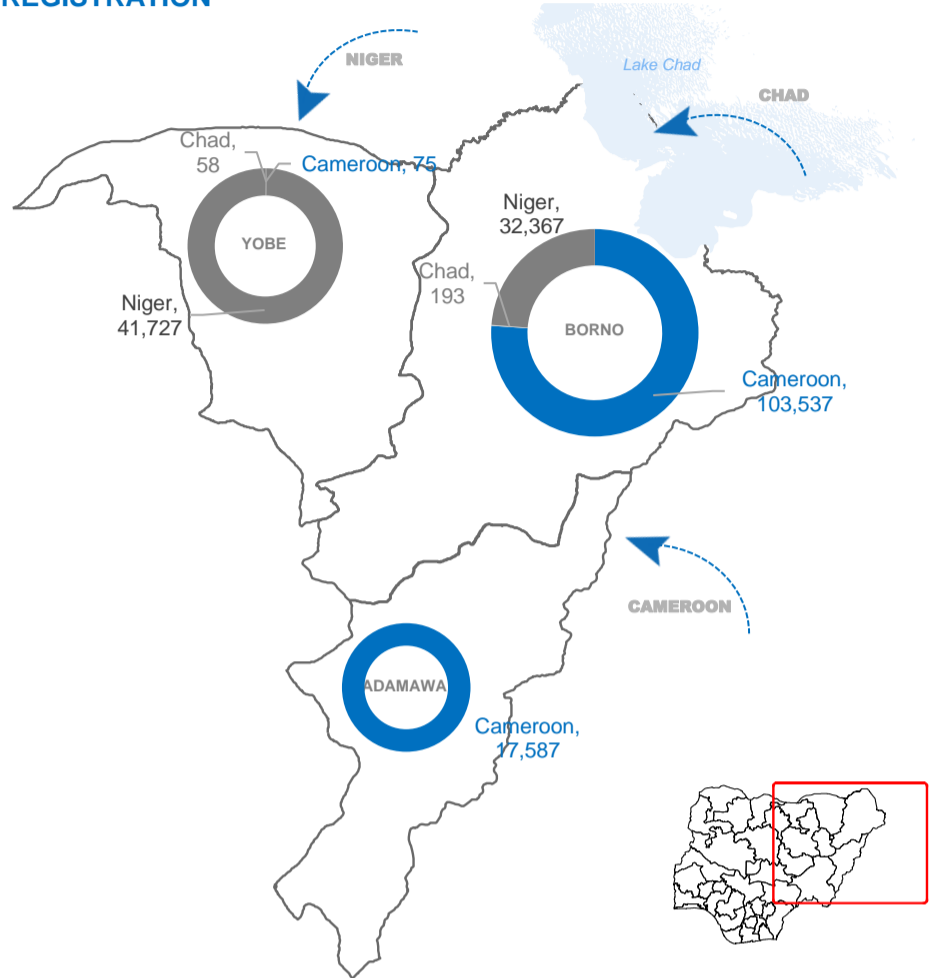 REGISTRATION
NIGER
Lake Chad
CHAD
Chad,
58
Cameroon, 75
YOBE
Niger,
41,727
Niger,
32,367
Chad,
193
BORNO
Cameroon,
103,537
CAMEROON
ADAMAWA
Cameroon,
17,587